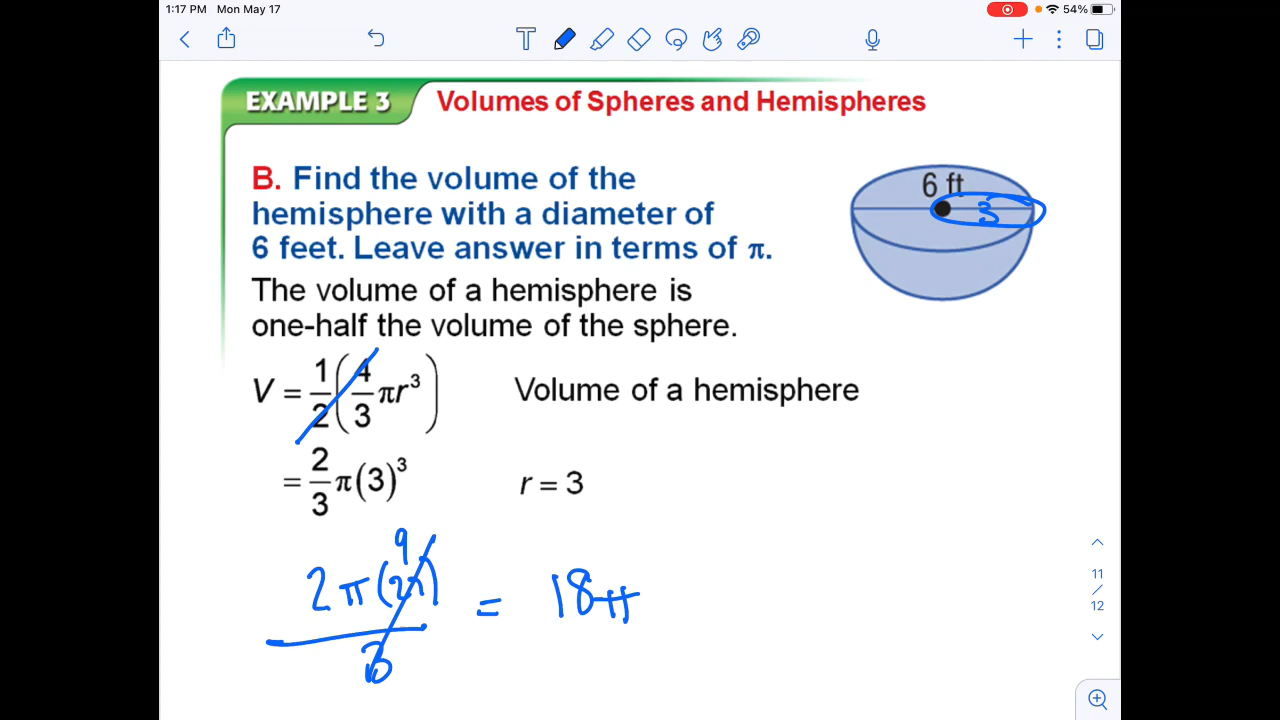 1:17 PM Mon May 17
54%
EXAMPLE 3 Volumes of Spheres and Hemispheres
B. Find the volume of the
hemisphere with a diameter of
6 feet. Leave answer in terms of π.
6 ft
3
The volume of a hemisphere is
one-half the volume of the sphere.
V = 1/2 (4/3 πr³) Volume of a hemisphere
= 2/3 π(3)³ r = 3
9
2π(27)/3 = 18π
11
/
12